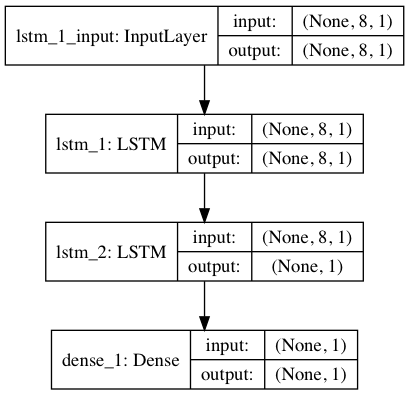 lstm_1_input: InputLayer
input: (None, 8, 1)
output: (None, 8, 1)
lstm_1: LSTM
input: (None, 8, 1)
output: (None, 8, 1)
lstm_2: LSTM
input: (None, 8, 1)
output: (None, 1)
dense_1: Dense
input: (None, 1)
output: (None, 1)